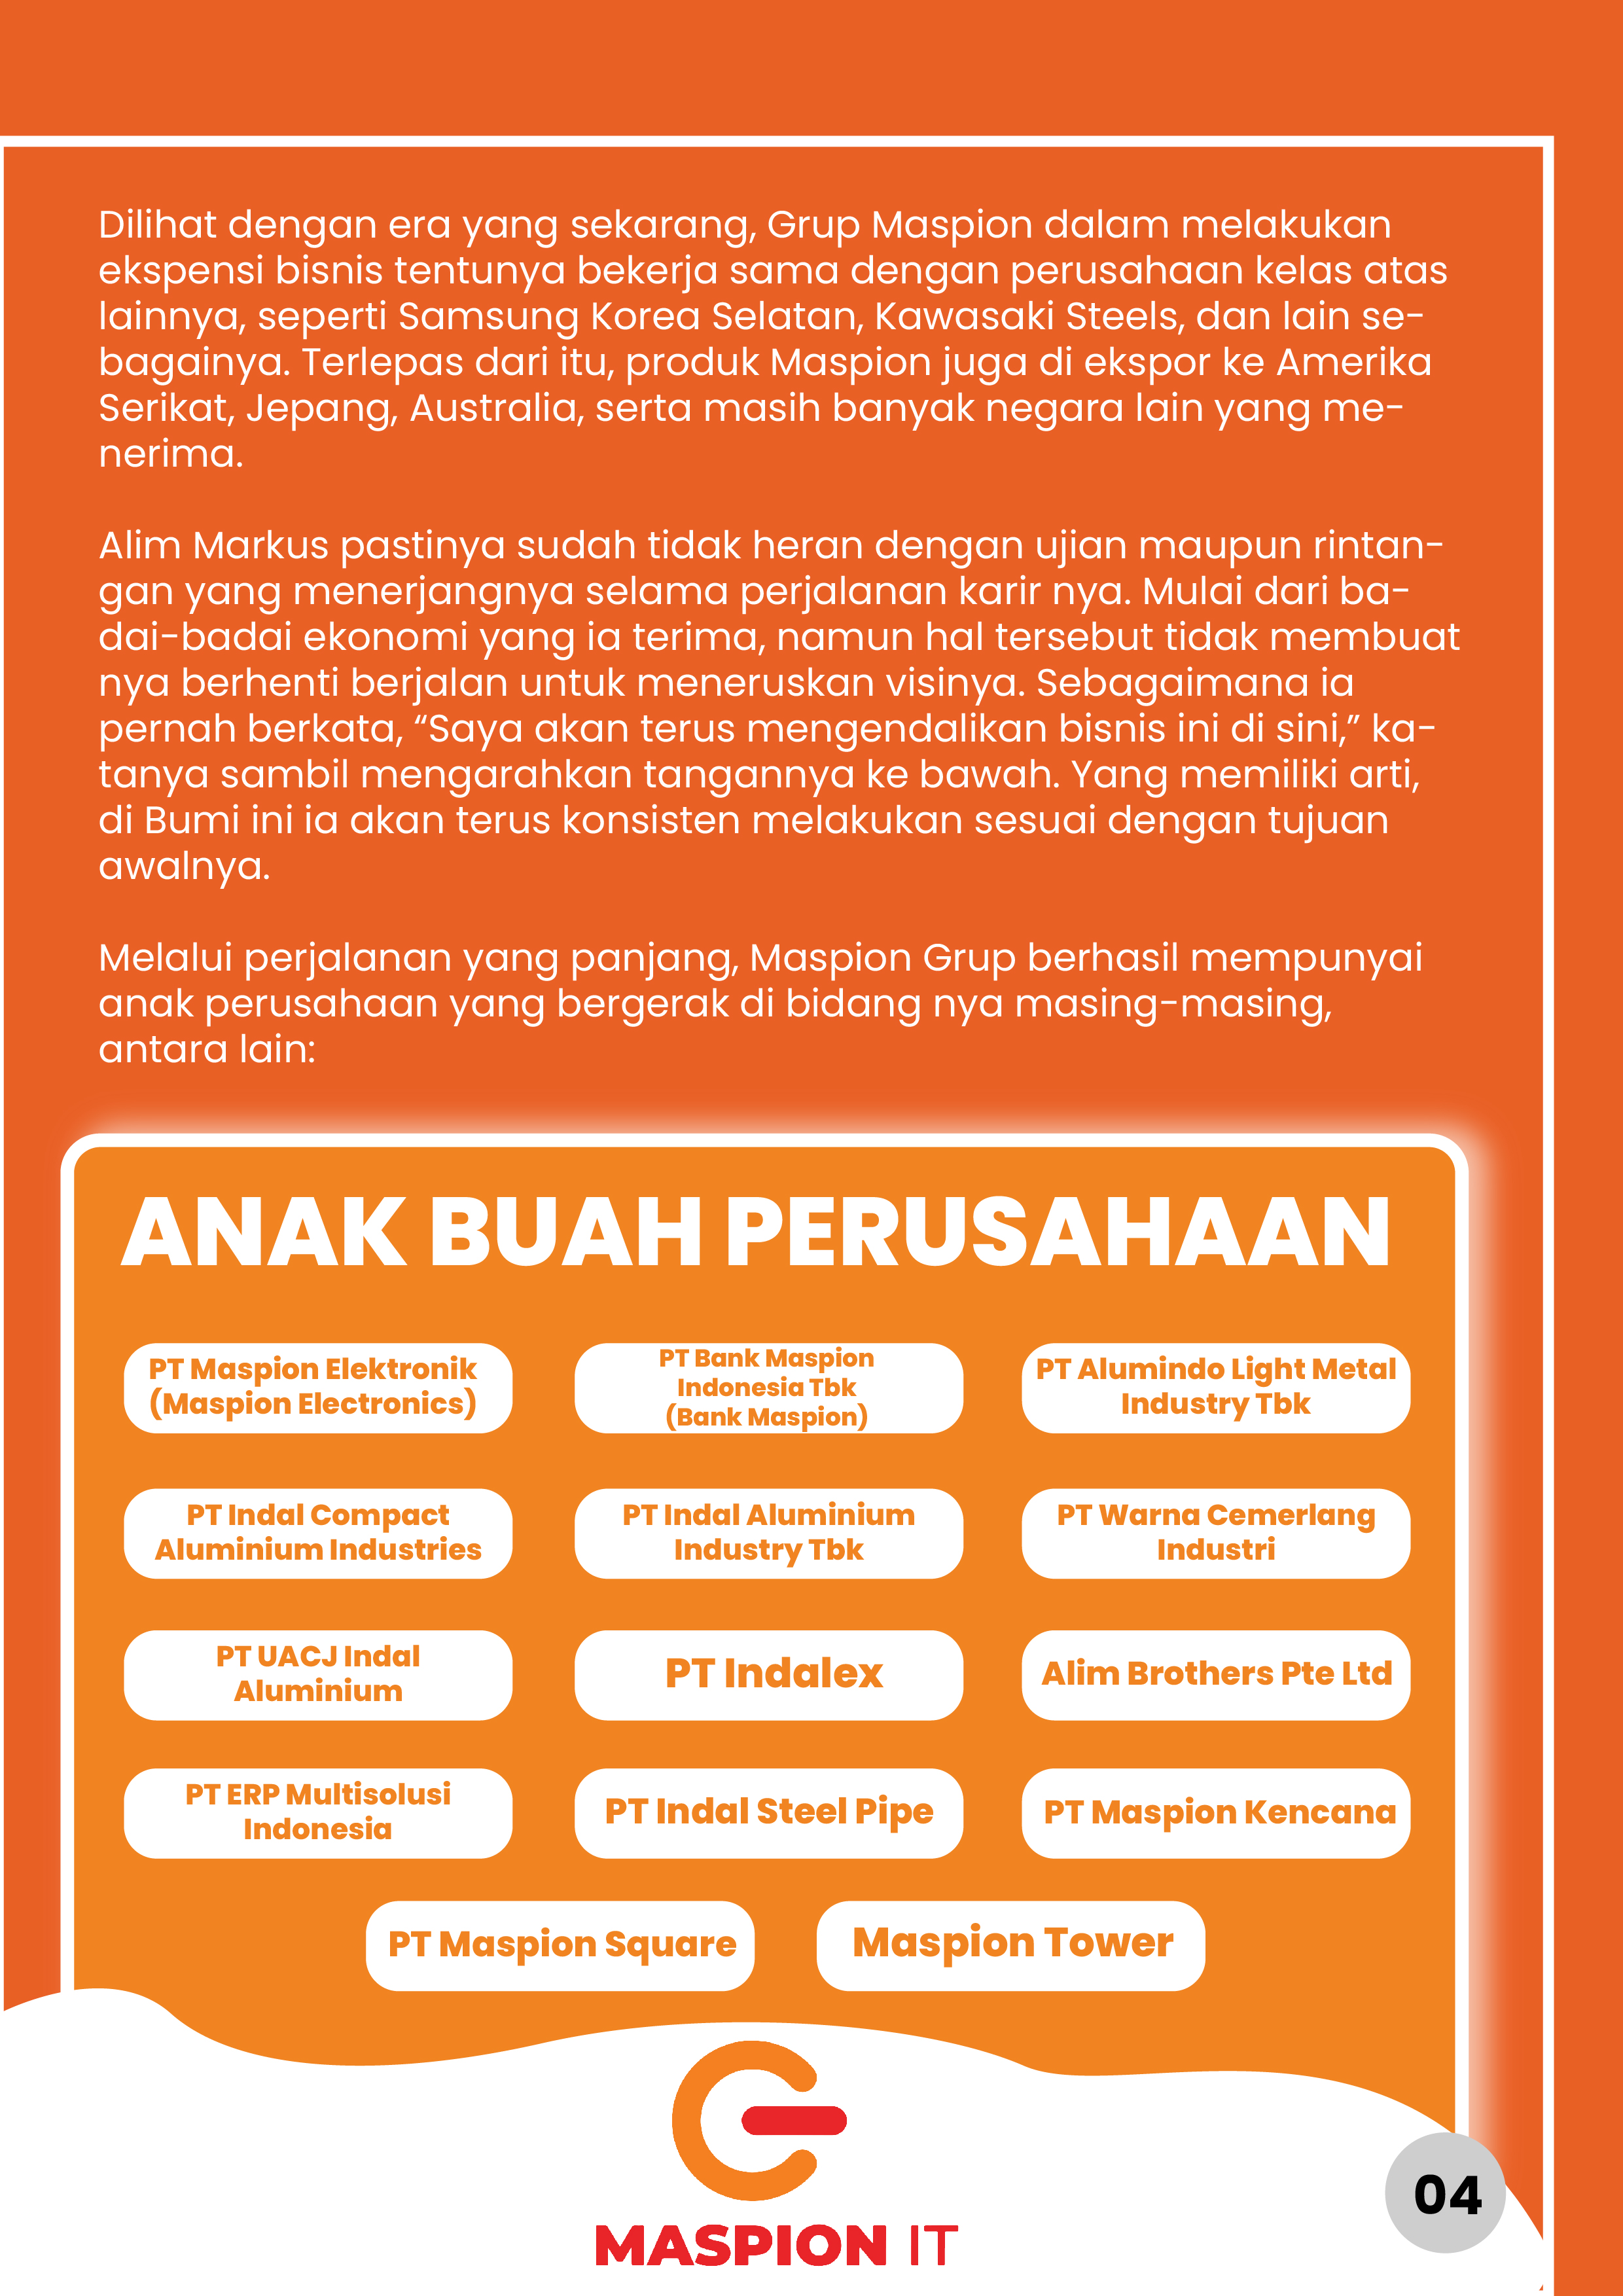 Dilihat dengan era yang sekarang, Grup Maspion dalam melakukan
ekspensi bisnis tentunya bekerja sama dengan perusahaan kelas atas
lainnya, seperti Samsung Korea Selatan, Kawasaki Steels, dan lain se-
bagainya. Terlepas dari itu, produk Maspion juga di ekspor ke Amerika
Serikat, Jepang, Australia, serta masih banyak negara lain yang me-
nerima.
Alim Markus pastinya sudah tidak heran dengan ujian maupun rintan-
gan yang menerjangnya selama perjalanan karir nya. Mulai dari ba-
dai-badai ekonomi yang ia terima, namun hal tersebut tidak membuat
nya berhenti berjalan untuk meneruskan visinya. Sebagaimana ia
pernah berkata, “Saya akan terus mengendalikan bisnis ini di sini,” ka-
tanya sambil mengarahkan tangannya ke bawah. Yang memiliki arti,
di Bumi ini ia akan terus konsisten melakukan sesuai dengan tujuan
awalnya.
Melalui perjalanan yang panjang, Maspion Grup berhasil mempunyai
anak perusahaan yang bergerak di bidang nya masing-masing,
antara lain:
ANAK BUAH PERUSAHAAN
PT Maspion Elektronik
(Maspion Electronics)
PT Bank Maspion
Indonesia Tbk
(Bank Maspion)
PT Alumindo Light Metal
Industry Tbk
PT Indal Compact
Aluminium Industries
PT Indal Aluminium
Industry Tbk
PT Warna Cemerlang
Industri
PT UACJ Indal
Aluminium
PT Indalex
Alim Brothers Pte Ltd
PT ERP Multisolusi
Indonesia
PT Indal Steel Pipe
PT Maspion Kencana
PT Maspion Square
Maspion Tower
MASPION IT
04